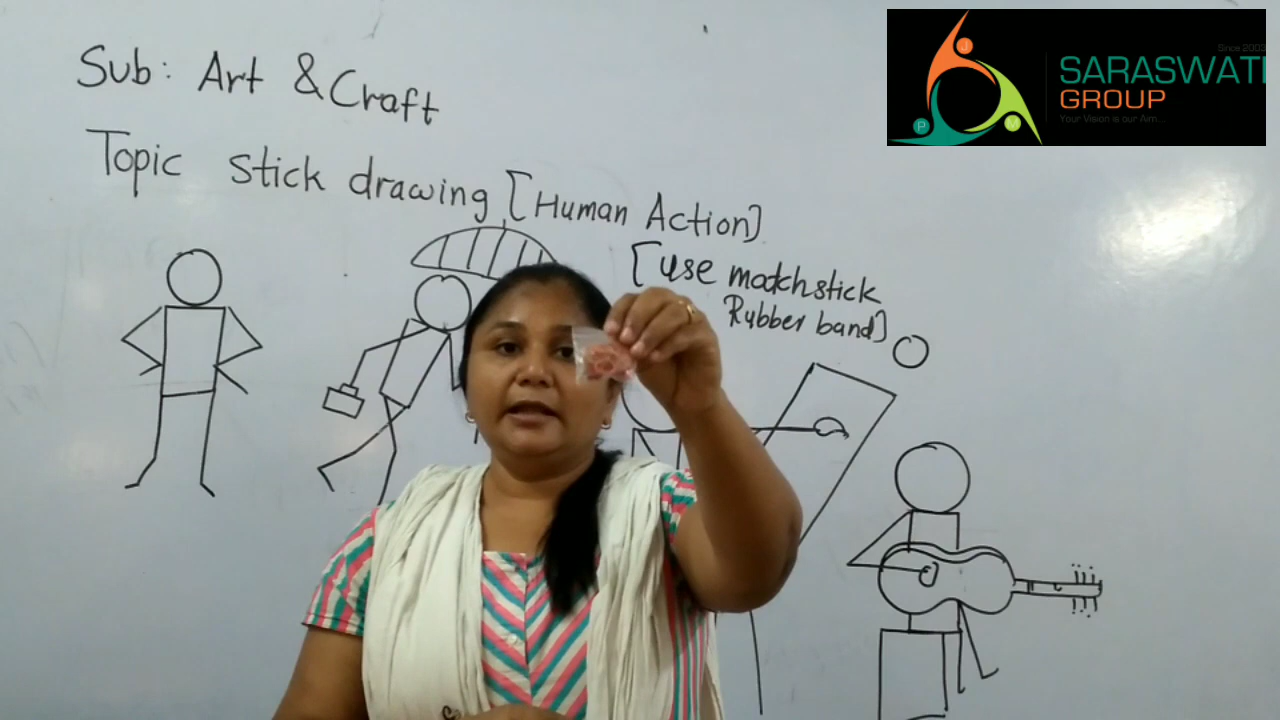 Sub: Art & Craft
Topic stick drawing [Human Action]
[use matchstick
Rubber band]
Since 2003
SARASWATI
GROUP
Your Vision is our Aim...
J
P
M